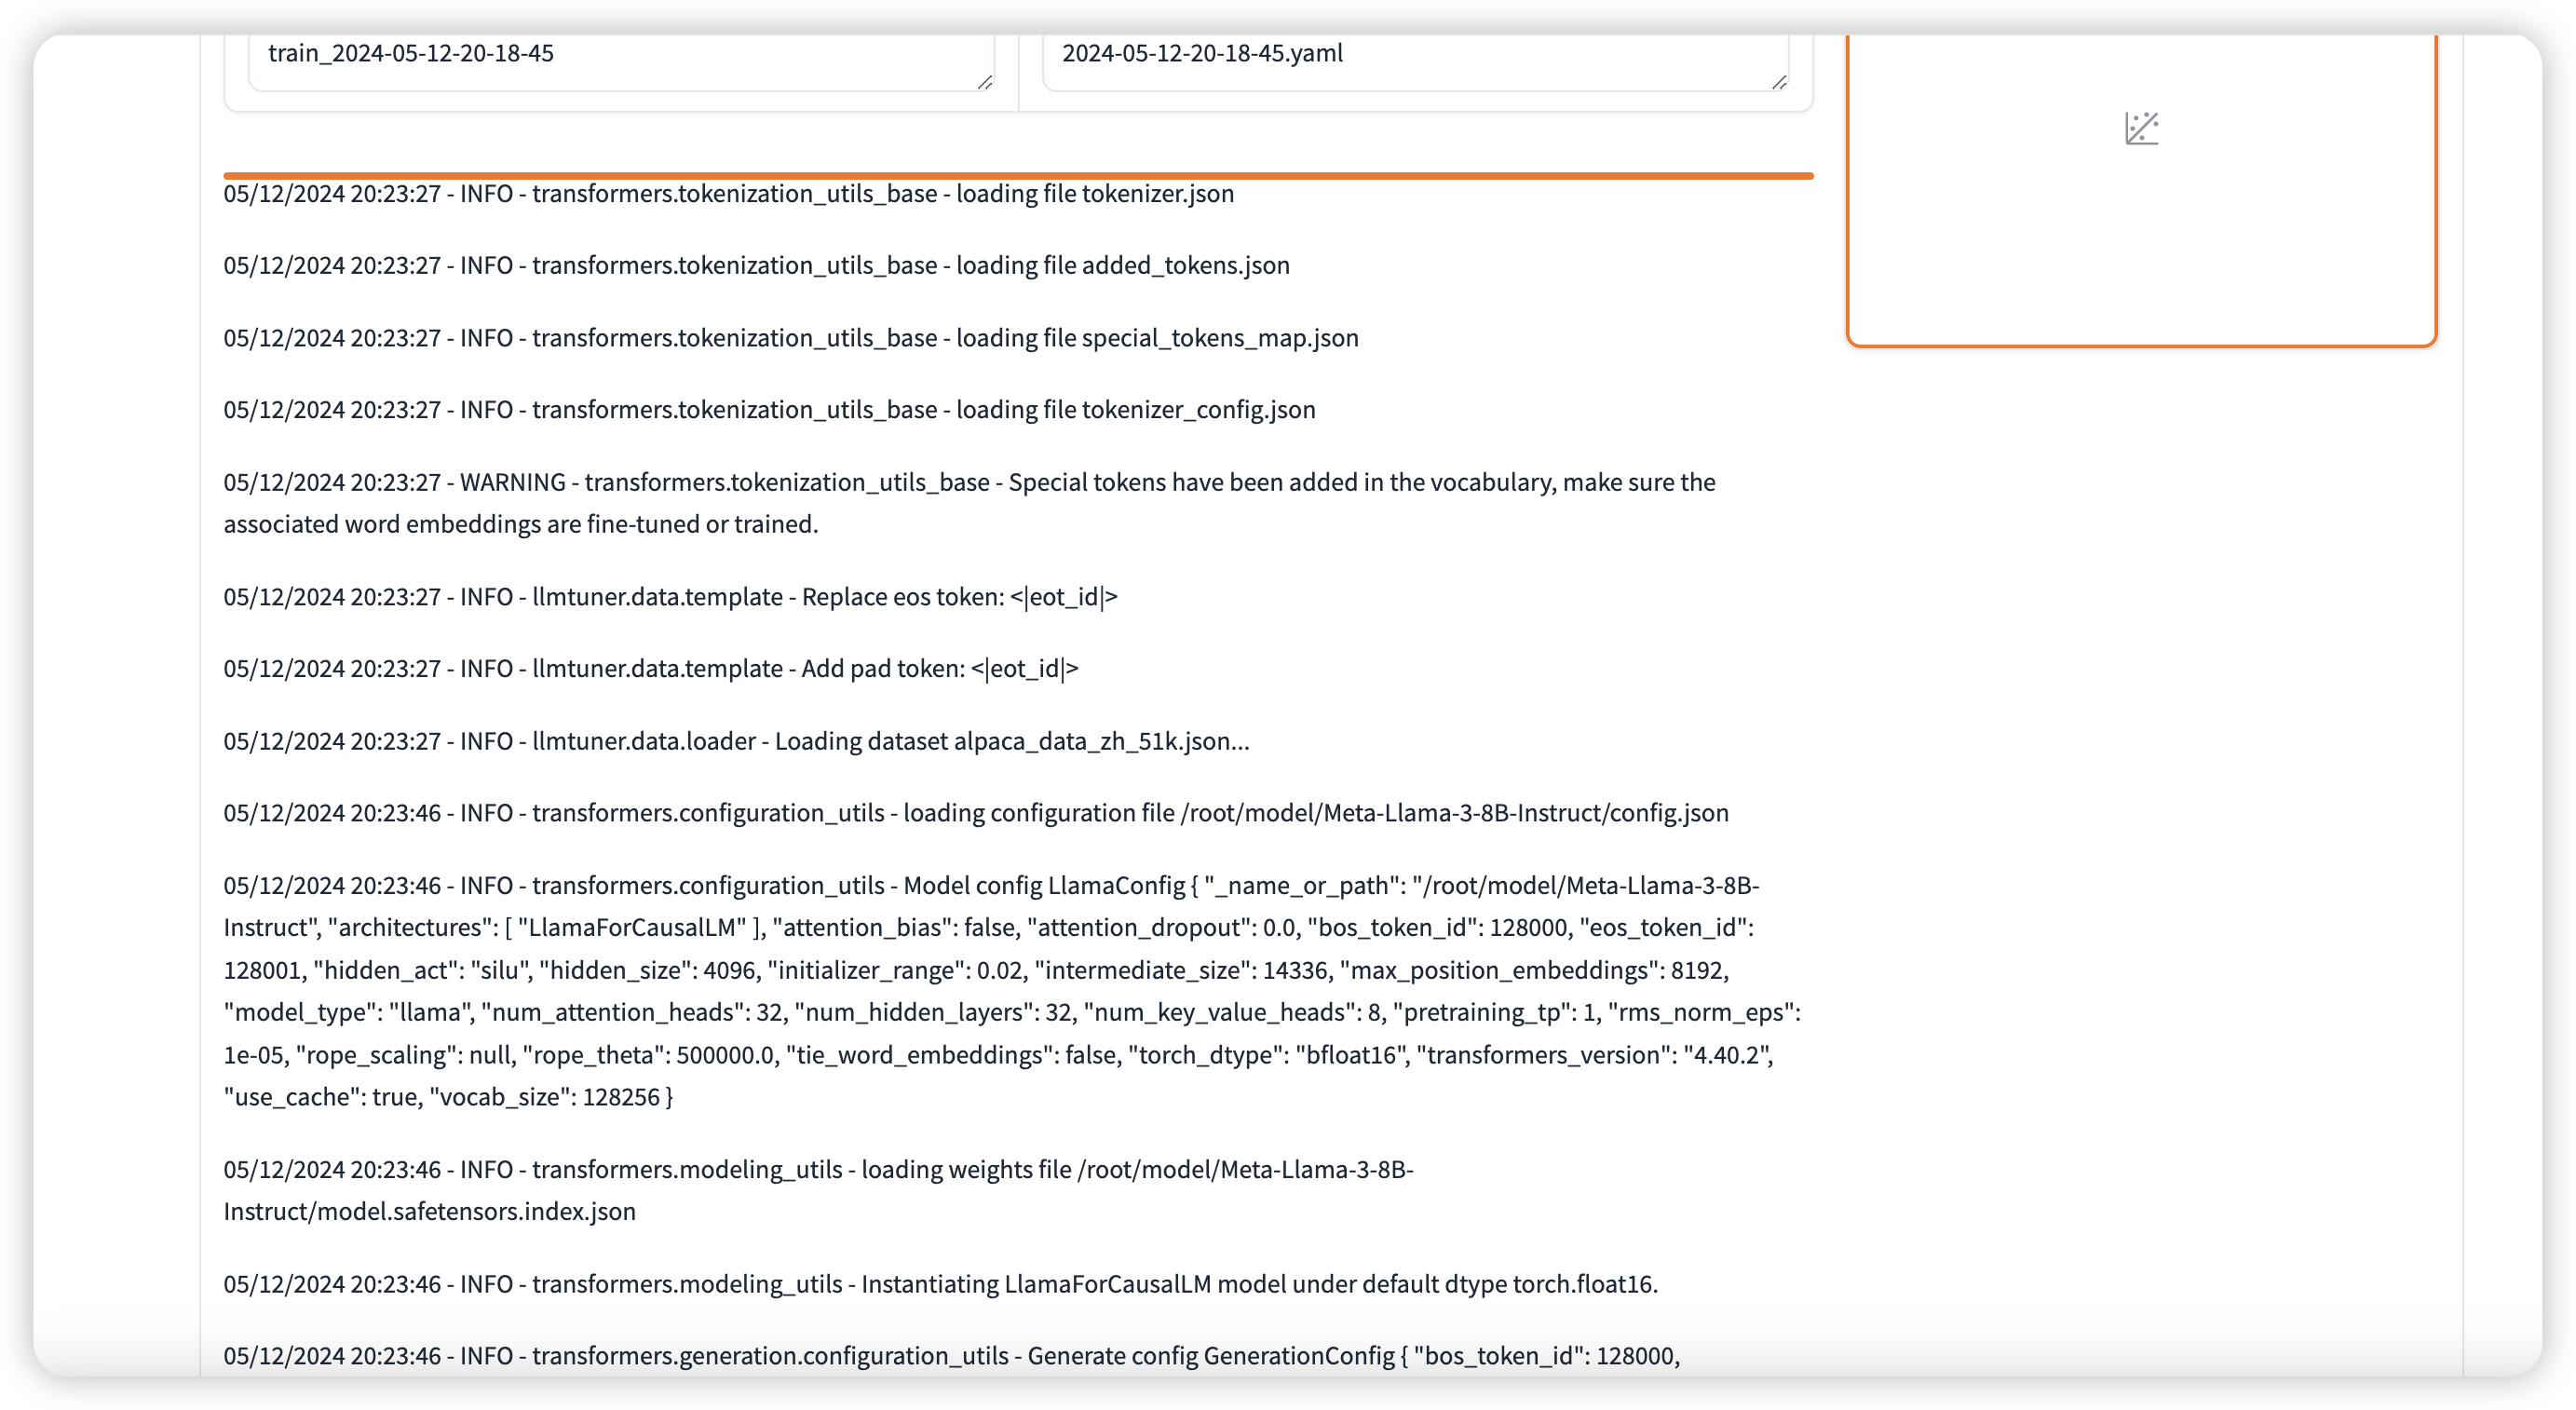 train_2024-05-12-20-18-45
2024-05-12-20-18-45.yaml
05/12/2024 20:23:27 - INFO - transformers.tokenization_utils_base - loading file tokenizer.json
05/12/2024 20:23:27 - INFO - transformers.tokenization_utils_base - loading file added_tokens.json
05/12/2024 20:23:27 - INFO - transformers.tokenization_utils_base - loading file special_tokens_map.json
05/12/2024 20:23:27 - INFO - transformers.tokenization_utils_base - loading file tokenizer_config.json
05/12/2024 20:23:27 - WARNING - transformers.tokenization_utils_base - Special tokens have been added in the vocabulary, make sure the
associated word embeddings are fine-tuned or trained.
05/12/2024 20:23:27 - INFO - llmtuner.data.template - Replace eos token: <|eot_id|>
05/12/2024 20:23:27 - INFO - llmtuner.data.template - Add pad token: <|eot_id|>
05/12/2024 20:23:27 - INFO - llmtuner.data.loader - Loading dataset alpaca_data_zh_51k.json...
05/12/2024 20:23:46 - INFO - transformers.configuration_utils - loading configuration file /root/model/Meta-Llama-3-8B-Instruct/config.json
05/12/2024 20:23:46 - INFO - transformers.configuration_utils - Model config LlamaConfig { "_name_or_path": "/root/model/Meta-Llama-3-8B-
Instruct", "architectures": [ "LlamaForCausalLM" ], "attention_bias": false, "attention_dropout": 0.0, "bos_token_id": 128000, "eos_token_id":
128001, "hidden_act": "silu", "hidden_size": 4096, "initializer_range": 0.02, "intermediate_size": 14336, "max_position_embeddings": 8192,
"model_type": "llama", "num_attention_heads": 32, "num_hidden_layers": 32, "num_key_value_heads": 8, "pretraining_tp": 1, "rms_norm_eps":
1e-05, "rope_scaling": null, "rope_theta": 500000.0, "tie_word_embeddings": false, "torch_dtype": "bfloat16", "transformers_version": "4.40.2",
"use_cache": true, "vocab_size": 128256 }
05/12/2024 20:23:46 - INFO - transformers.modeling_utils - loading weights file /root/model/Meta-Llama-3-8B-
Instruct/model.safetensors.index.json
05/12/2024 20:23:46 - INFO - transformers.modeling_utils - Instantiating LlamaForCausalLM model under default dtype torch.float16.
05/12/2024 20:23:46 - INFO - transformers.generation.configuration_utils - Generate config GenerationConfig { "bos_token_id": 128000,